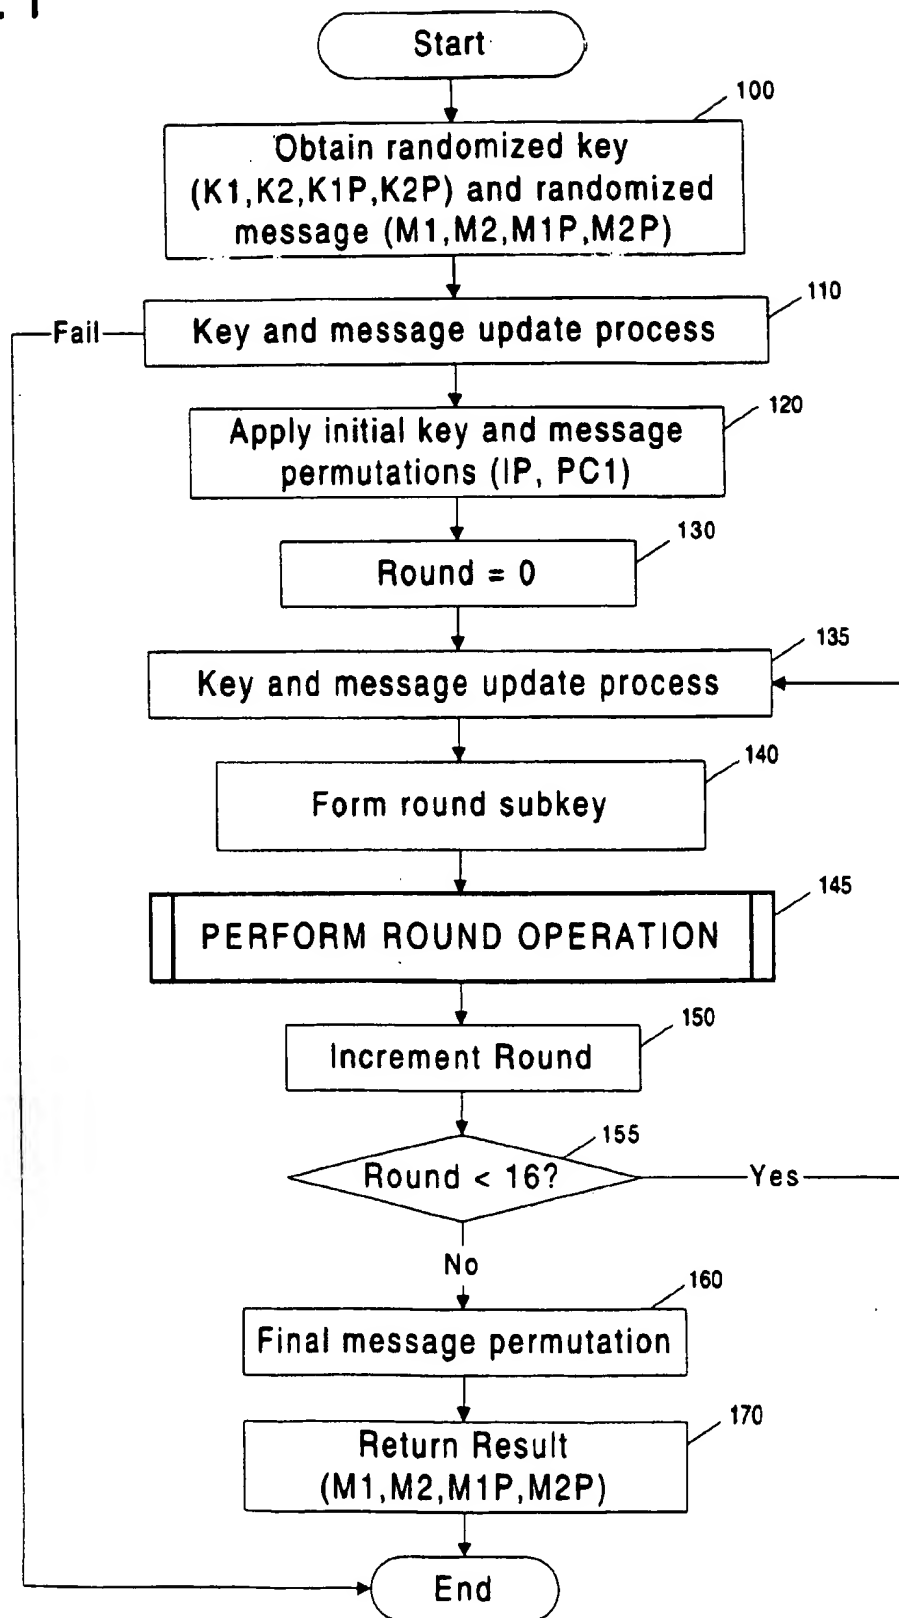 . 1
Start
100
Obtain randomized key
(K1,K2,K1P,K2P) and randomized
message (M1,M2,M1P,M2P)
110
Fail
Key and message update process
120
Apply initial key and message
permutations (IP, PC1)
130
Round = 0
135
Key and message update process
140
Form round subkey
145
PERFORM ROUND OPERATION
150
Increment Round
155
Round < 16?
Yes
No
160
Final message permutation
170
Return Result
(M1,M2,M1P,M2P)
End